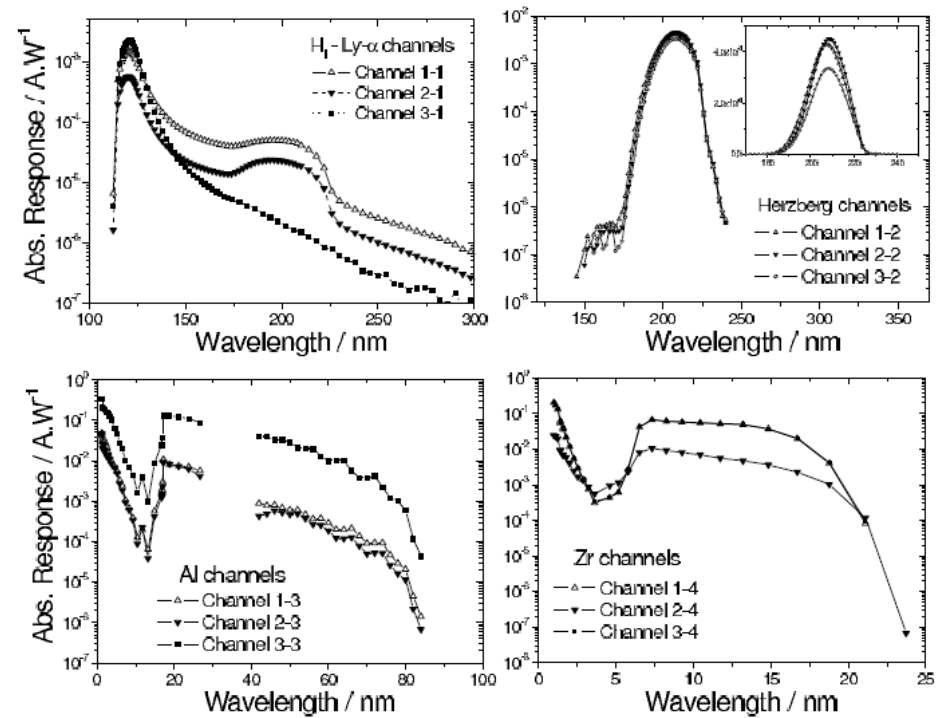 Abs. Response / A.W-1
10-3
10-4
10-5
10-6
10-7
HI - Ly-α channels
Channel 1-1
Channel 2-1
Channel 3-1
100 150 200 250 300
Wavelength / nm
10-2
10-3
10-4
10-5
10-6
10-7
10-8
Herzberg channels
Channel 1-2
Channel 2-2
Channel 3-2
150 200 250 300 350
Wavelength / nm
Abs. Response / A.W-1
100
10-1
10-2
10-3
10-4
10-5
10-6
10-7
Al channels
Channel 1-3
Channel 2-3
Channel 3-3
0 20 40 60 80 100
Wavelength / nm
100
10-1
10-2
10-3
10-4
10-5
10-6
10-7
10-8
Zr channels
Channel 1-4
Channel 2-4
Channel 3-4
0 5 10 15 20 25
Wavelength / nm